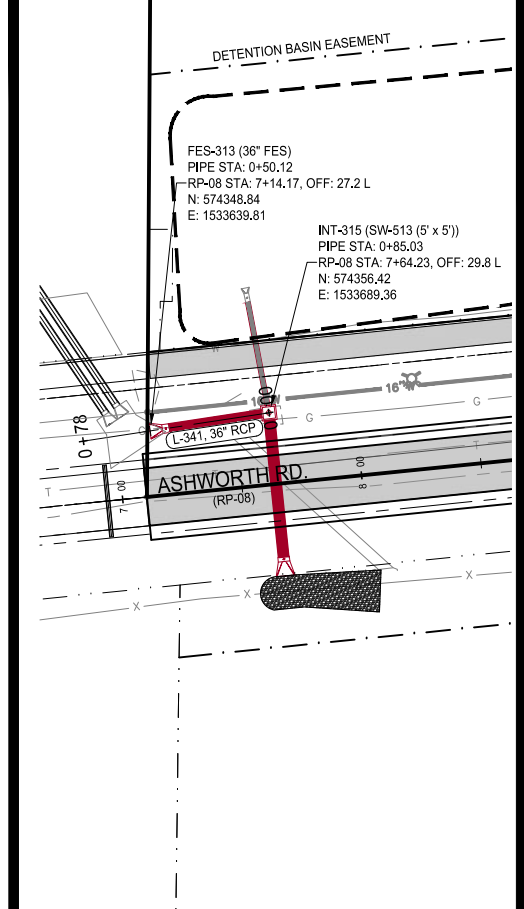 DETENTION BASIN EASEMENT
FES-313 (36" FES)
PIPE STA: 0+50.12
RP-08 STA: 7+14.17, OFF: 27.2 L
N: 574348.84
E: 1533639.81
INT-315 (SW-513 (5' x 5'))
PIPE STA: 0+85.03
RP-08 STA: 7+64.23, OFF: 29.8 L
N: 574356.42
E: 1533689.36
W
16"W
G
G
G
0+78
L-341, 36" RCP
T
T
T
ASHWORTH RD.
(RP-08)
7 + 00
8 + 00
X
X
X